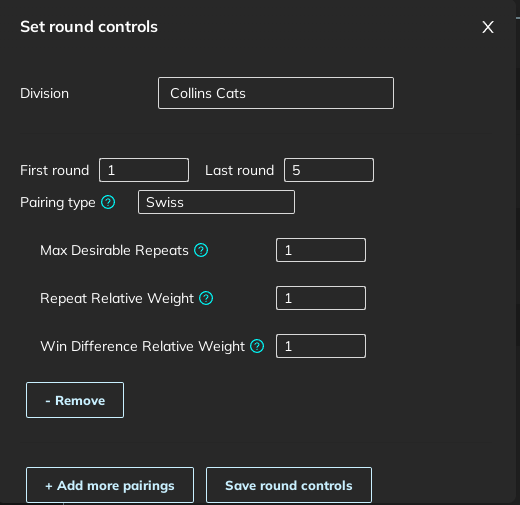 Set round controls
Division Collins Cats
First round 1 Last round 5
Pairing type ? Swiss
Max Desirable Repeats ? 1
Repeat Relative Weight ? 1
Win Difference Relative Weight ? 1
- Remove
+ Add more pairings Save round controls